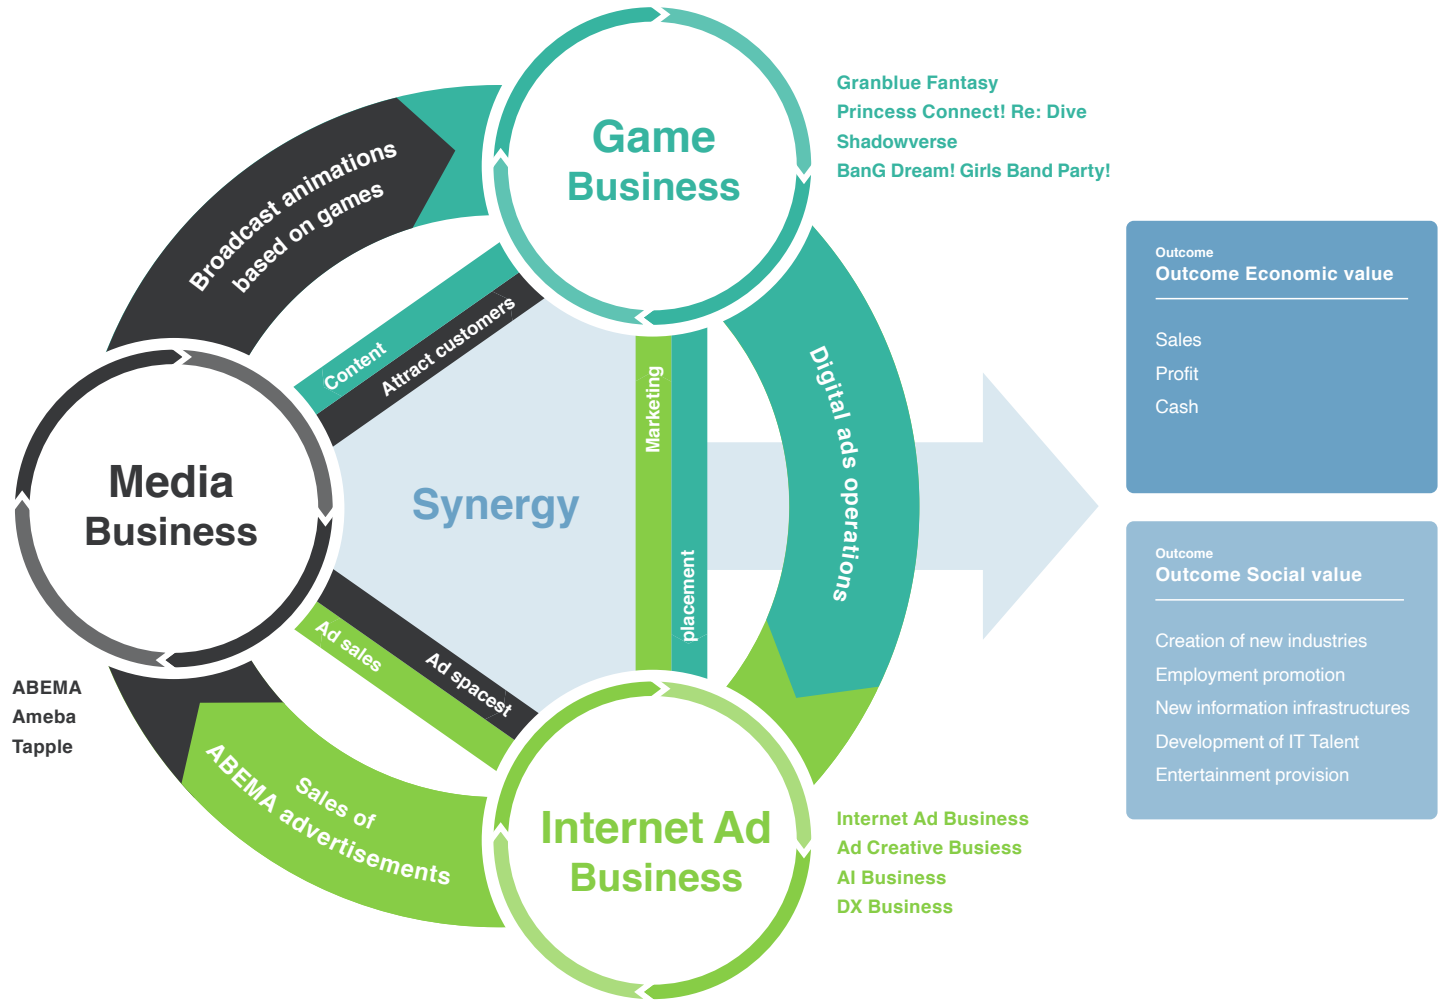 Game
Business
Granblue Fantasy
Princess Connect! Re: Dive
Shadowverse
BanG Dream! Girls Band Party!
Broadcast animations
based on games
Content
Attract customers
Media
Business
ABEMA
Ameba
Tapple
Synergy
Marketing
placement
Digital ads operations
Ad sales
Ad spacest
Sales of
ABEMA advertisements
Internet Ad
Business
Internet Ad Business
Ad Creative Busiess
AI Business
DX Business
Outcome
Outcome Economic value
Sales
Profit
Cash
Outcome
Outcome Social value
Creation of new industries
Employment promotion
New information infrastructures
Development of IT Talent
Entertainment provision